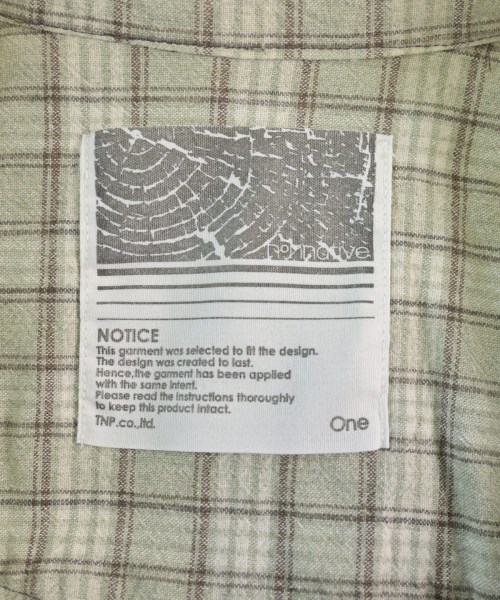 nonnative
NOTICE
This garment was selected to fit the design.
The design was created to last.
Hence,the garment has been applied
with the same intent.
Please read the instructions thoroughly
to keep this product intact.
TNP.co.,ltd.
One